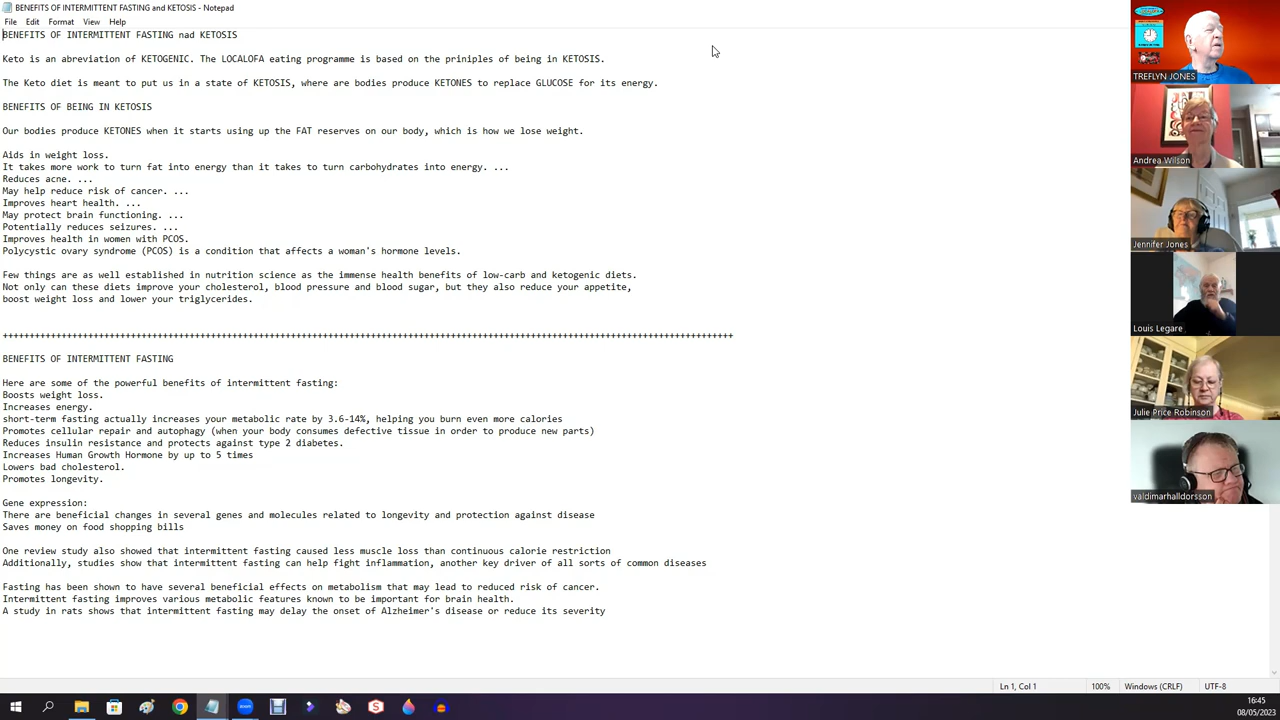 BENEFITS OF INTERMITTENT FASTING and KETOSIS - Notepad
File Edit Format View Help
BENEFITS OF INTERMITTENT FASTING nad KETOSIS
Keto is an abreviation of KETOGENIC. The LOCALOFA eating programme is based on the priniples of being in KETOSIS.
The Keto diet is meant to put us in a state of KETOSIS, where are bodies produce KETONES to replace GLUCOSE for its energy.
BENEFITS OF BEING IN KETOSIS
Our bodies produce KETONES when it starts using up the FAT reserves on our body, which is how we lose weight.
Aids in weight loss.
It takes more work to turn fat into energy than it takes to turn carbohydrates into energy. ...
Reduces acne. ...
May help reduce risk of cancer. ...
Improves heart health. ...
May protect brain functioning. ...
Potentially reduces seizures. ...
Improves health in women with PCOS.
Polycystic ovary syndrome (PCOS) is a condition that affects a woman's hormone levels.
Few things are as well established in nutrition science as the immense health benefits of low-carb and ketogenic diets.
Not only can these diets improve your cholesterol, blood pressure and blood sugar, but they also reduce your appetite,
boost weight loss and lower your triglycerides.
+++++++++++++++++++++++++++++++++++++++++++++++++++++++++++++++++++++++++++++++++++++++++++++++++++++++++++++++++++++++++++++++++++++++++
BENEFITS OF INTERMITTENT FASTING
Here are some of the powerful benefits of intermittent fasting:
Boosts weight loss.
Increases energy.
short-term fasting actually increases your metabolic rate by 3.6-14%, helping you burn even more calories
Promotes cellular repair and autophagy (when your body consumes defective tissue in order to produce new parts)
Reduces insulin resistance and protects against type 2 diabetes.
Increases Human Growth Hormone by up to 5 times
Lowers bad cholesterol.
Promotes longevity.
Gene expression:
There are beneficial changes in several genes and molecules related to longevity and protection against disease
Saves money on food shopping bills
One review study also showed that intermittent fasting caused less muscle loss than continuous calorie restriction
Additionally, studies show that intermittent fasting can help fight inflammation, another key driver of all sorts of common diseases
Fasting has been shown to have several beneficial effects on metabolism that may lead to reduced risk of cancer.
Intermittent fasting improves various metabolic features known to be important for brain health.
A study in rats shows that intermittent fasting may delay the onset of Alzheimer's disease or reduce its severity
Ln 1, Col 1 100% Windows (CRLF) UTF-8
16:45
08/05/2023
TREFLYN JONES
Andrea Wilson
Jennifer Jones
Louis Legare
Julie Price Robinson
valdimarhalldorsson